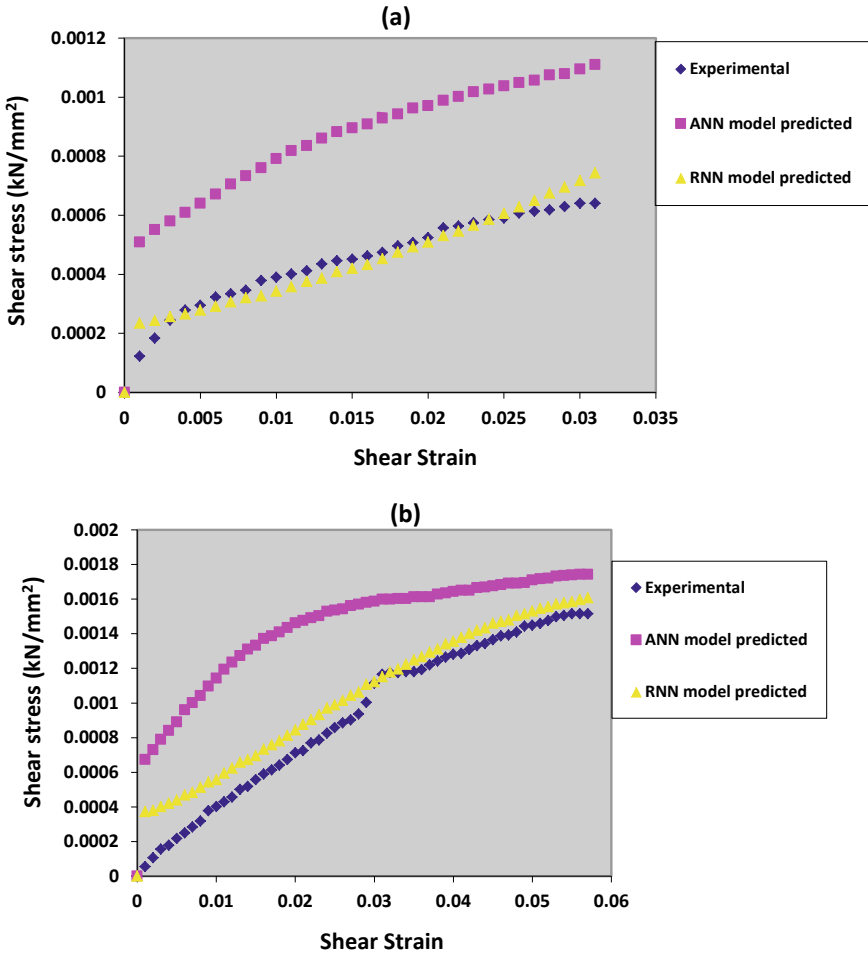 (a)
0.0012
0.001
0.0008
0.0006
0.0004
0.0002
0
Shear stress (kN/mm²)
0 0.005 0.01 0.015 0.02 0.025 0.03 0.035
Shear Strain
Experimental
ANN model predicted
RNN model predicted
(b)
0.002
0.0018
0.0016
0.0014
0.0012
0.001
0.0008
0.0006
0.0004
0.0002
0
Shear stress (kN/mm²)
0 0.01 0.02 0.03 0.04 0.05 0.06
Shear Strain
Experimental
ANN model predicted
RNN model predicted